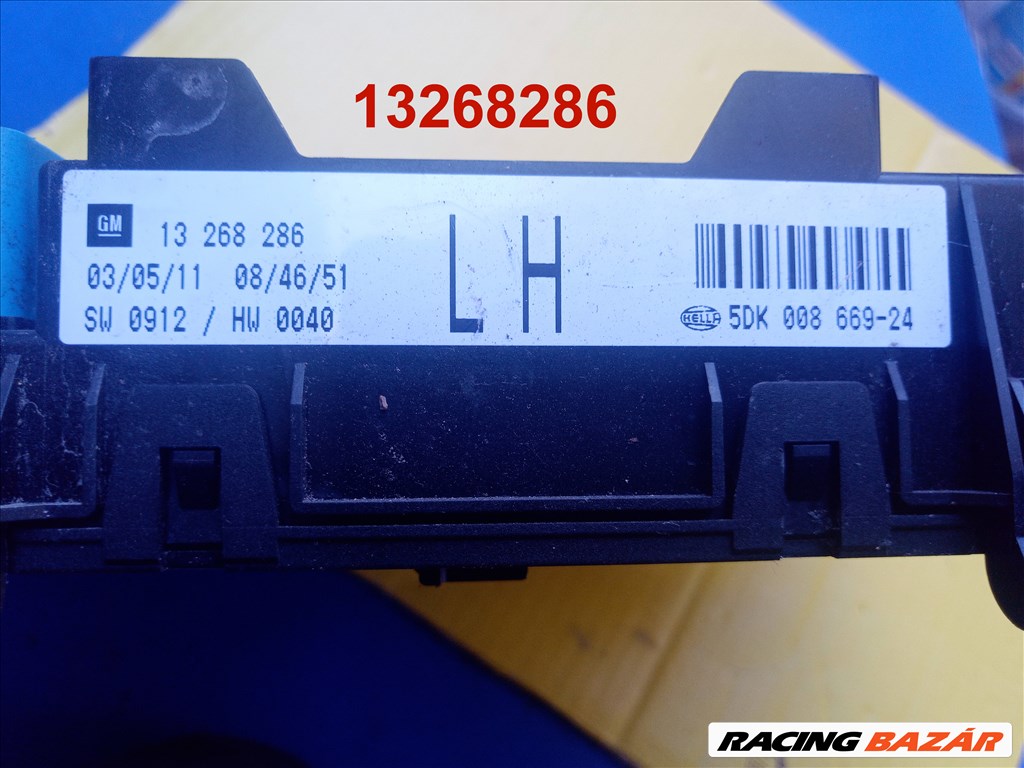 13268286
GM 13 268 286
03/05/11 08/46/51
SW 0912 / HW 0040
LH
HELLA 5DK 008 669-24
RACING BAZÁR